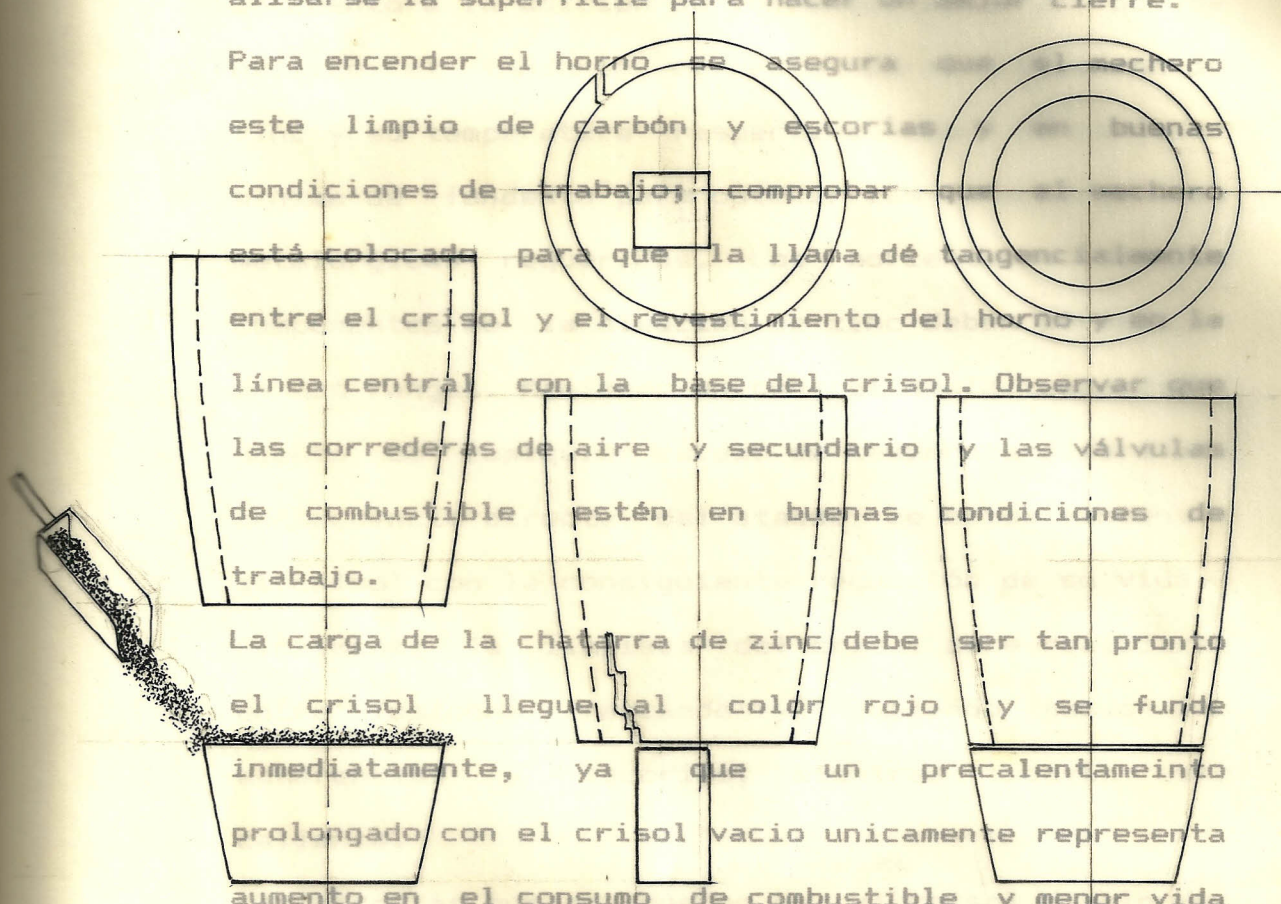 alisarse la superficie para hacer un cierre.
Para encender el horno se asegura que el mechero
este limpio de carbón y escorias y en buenas
condiciones de trabajo; comprobar que el mechero
está colocado para que la llama dé tangencialmente
entre el crisol y el revestimiento del horno y en la
línea central con la base del crisol. Observar que
las correderas de aire y secundario y las válvulas
de combustible estén en buenas condiciones de
trabajo.
La carga de la chatarra de zinc debe ser tan pronto
el crisol llegue al color rojo y se funde
inmediatamente, ya que un precalentameinto
prolongado con el crisol vacio unicamente representa
aumento en el consumo de combustible y menor vida